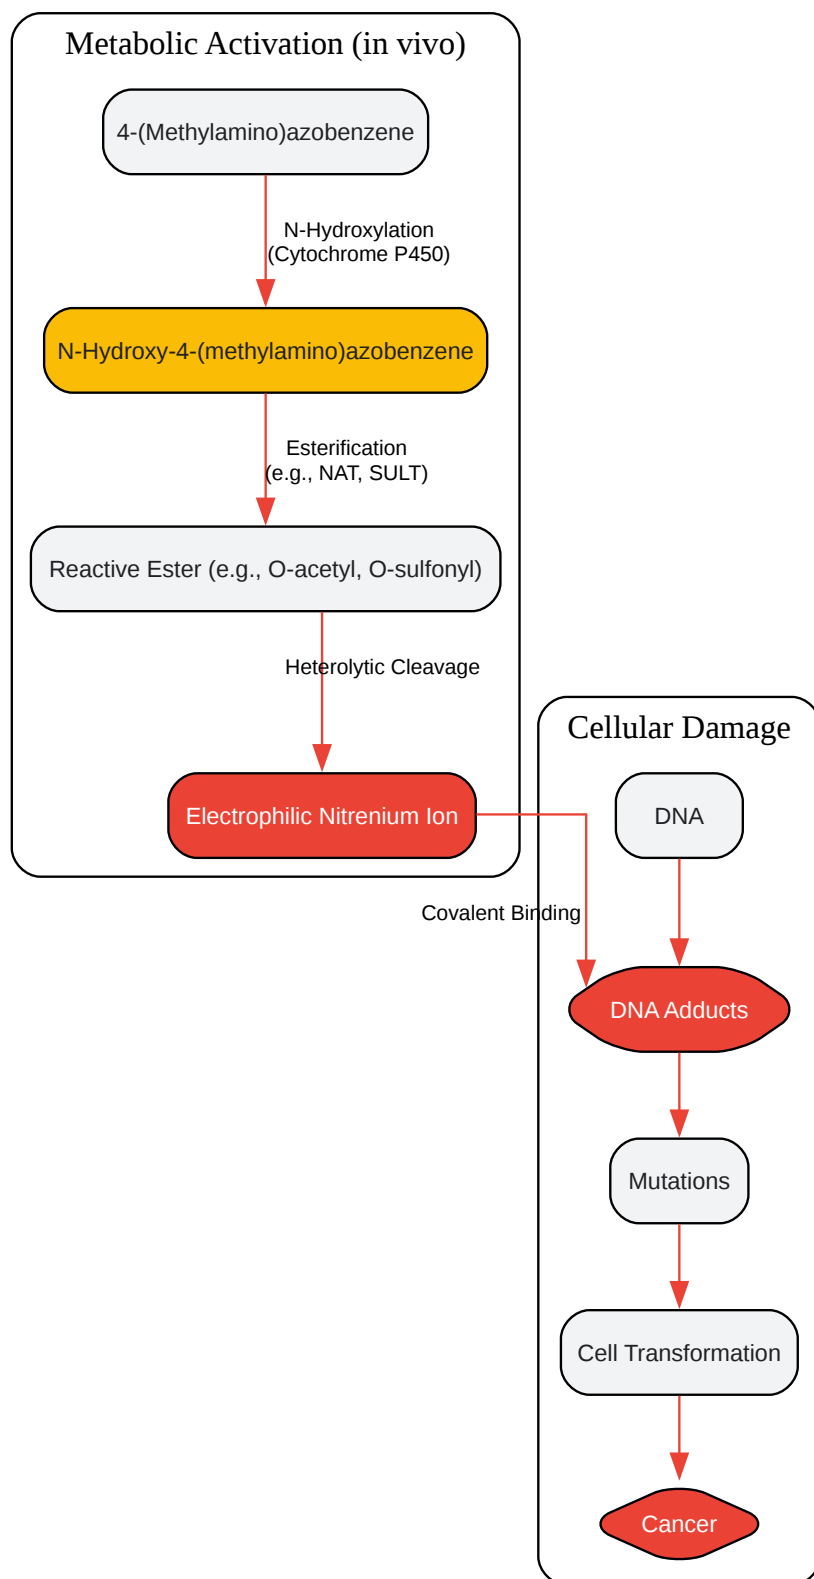 Metabolic Activation (in vivo)
4-(Methylamino)azobenzene
N-Hydroxylation
(Cytochrome P450)
N-Hydroxy-4-(methylamino)azobenzene
Esterification
(e.g., NAT, SULT)
Reactive Ester (e.g., O-acetyl, O-sulfonyl)
Heterolytic Cleavage
Electrophilic Nitrenium Ion
Covalent Binding
Cellular Damage
DNA
DNA Adducts
Mutations
Cell Transformation
Cancer